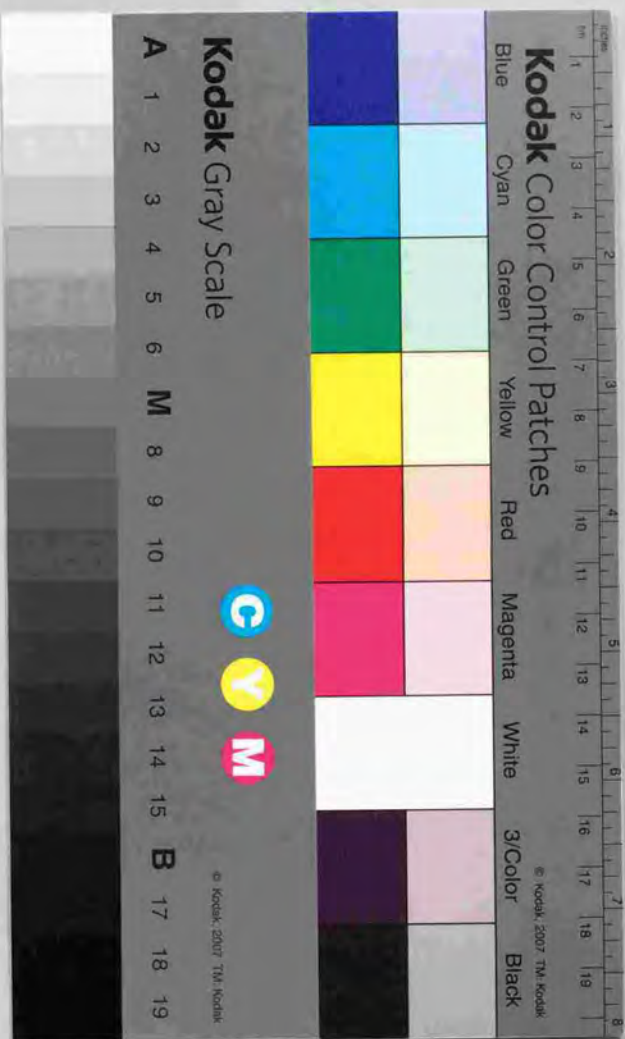 inches
1 2 3 4 5 6 7 8
cm
1 2 3 4 5 6 7 8 9 10 11 12 13 14 15 16 17 18 19
Kodak Color Control Patches
© Kodak, 2007 TM: Kodak
Blue Cyan Green Yellow Red Magenta White 3/Color Black
Kodak Gray Scale
C Y M
© Kodak, 2007 TM: Kodak
A 1 2 3 4 5 6 M 8 9 10 11 12 13 14 15 B 17 18 19